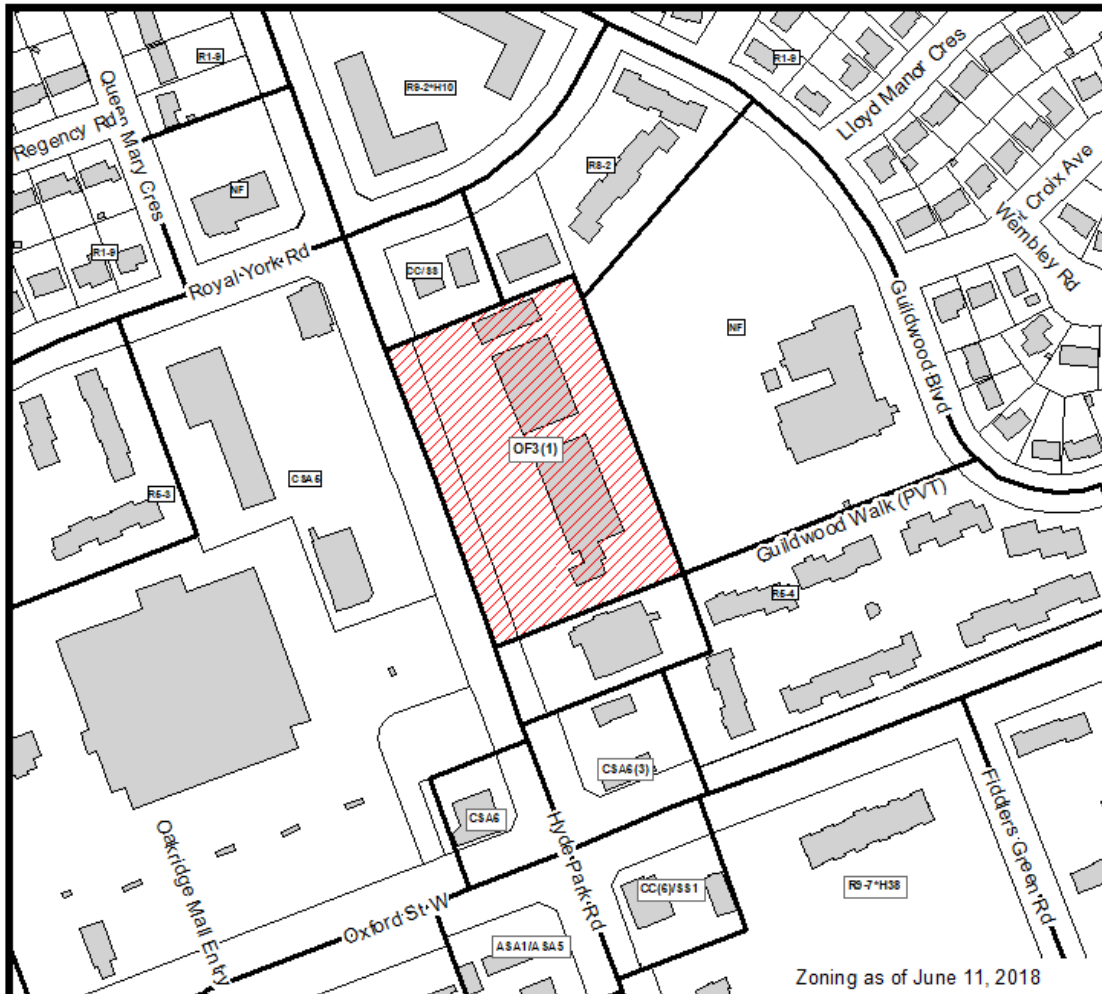 R1-9
R9-2*H10
R1-9
Lloyd Manor Cres
Queen Mary Cres
Regency Rd
R8-2
St Croix Ave
NF
Wembley Rd
R1-9
Royal York Rd
CC/SS
NF
Guildwood Blvd
OF3(1)
CSA5
R5-3
Guildwood Walk (PVT)
R5-4
CSA6(3)
CSA6
Hyde Park Rd
Fiddlers Green Rd
Oakridge Mall Entry
CC(6)/SS1
R9-7*H38
Oxford St W
ASA1/ASA5
Zoning as of June 11, 2018